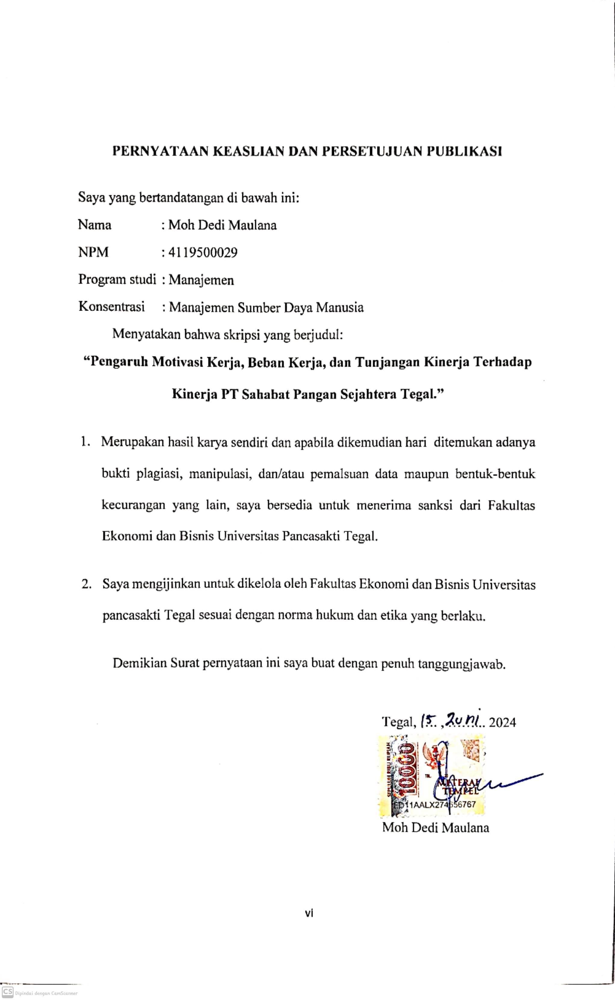 PERNYATAAN KEASLIAN DAN PERSETUJUAN PUBLIKASI
Saya yang bertandatangan di bawah ini:
Nama : Moh Dedi Maulana
NPM : 4119500029
Program studi : Manajemen
Konsentrasi : Manajemen Sumber Daya Manusia
Menyatakan bahwa skripsi yang berjudul:
“Pengaruh Motivasi Kerja, Beban Kerja, dan Tunjangan Kinerja Terhadap
Kinerja PT Sahabat Pangan Sejahtera Tegal.”
1. Merupakan hasil karya sendiri dan apabila dikemudian hari ditemukan adanya
bukti plagiasi, manipulasi, dan/atau pemalsuan data maupun bentuk-bentuk
kecurangan yang lain, saya bersedia untuk menerima sanksi dari Fakultas
Ekonomi dan Bisnis Universitas Pancasakti Tegal.
2. Saya mengijinkan untuk dikelola oleh Fakultas Ekonomi dan Bisnis Universitas
pancasakti Tegal sesuai dengan norma hukum dan etika yang berlaku.
Demikian Surat pernyataan ini saya buat dengan penuh tanggungjawab.
Tegal, 15... , Juni... 2024
SEPULUH RIBU RUPIAH
10000
METERAI
TEMPEL
Moh Dedi Maulana
vi
CS Dipindai dengan CamScanner